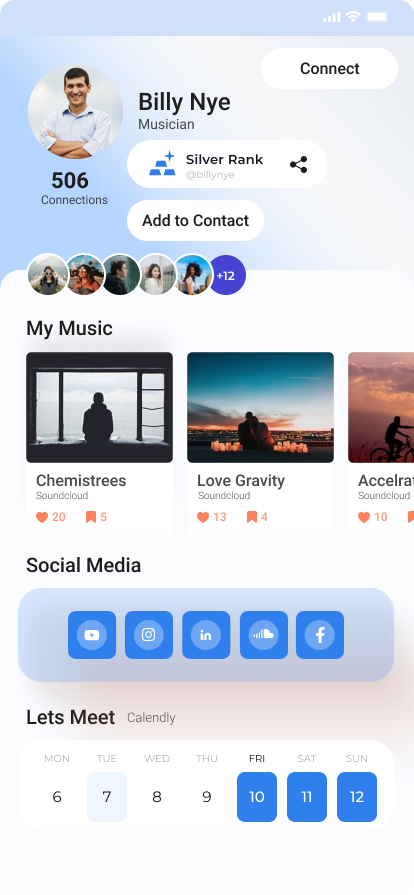 Connect
Billy Nye
Musician
506
Connections
Silver Rank
@billynye
Add to Contact
+12
My Music
Chemistrees
Soundcloud
20 5
Love Gravity
Soundcloud
13 4
Accelrat
Soundcloud
10
Social Media
in
Lets Meet Calendly
MON TUE WED THU FRI SAT SUN
6 7 8 9 10 11 12